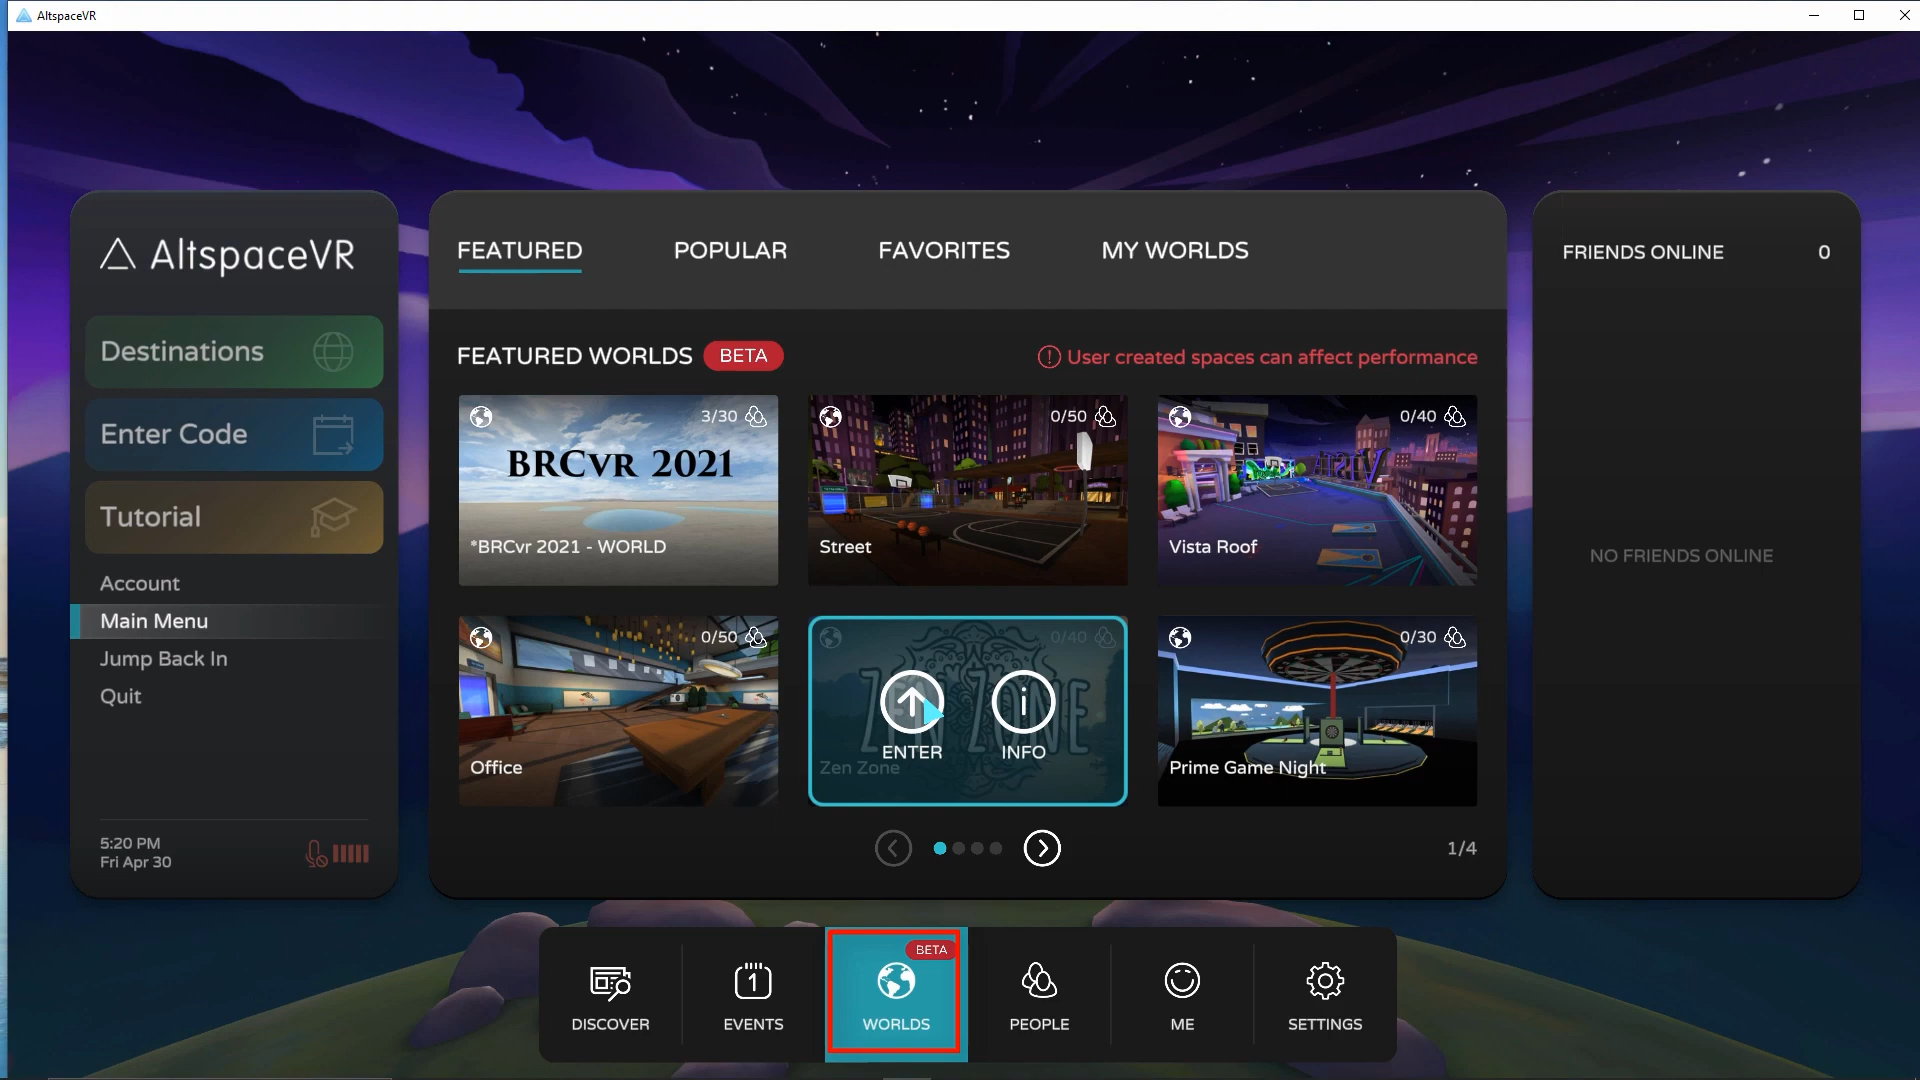 AltspaceVR
AltspaceVR
Destinations
Enter Code
Tutorial
Account
Main Menu
Jump Back In
Quit
5:20 PM
Fri Apr 30
FEATURED
POPULAR
FAVORITES
MY WORLDS
FEATURED WORLDS
BETA
User created spaces can affect performance
3/30
BRCvr 2021
*BRCvr 2021 - WORLD
0/50
Street
0/40
VISTA
Vista Roof
0/50
Office
0/40
ZEN ZONE
ENTER
INFO
Zen Zone
0/30
Prime Game Night
1/4
FRIENDS ONLINE
0
NO FRIENDS ONLINE
DISCOVER
1
EVENTS
BETA
WORLDS
PEOPLE
ME
SETTINGS